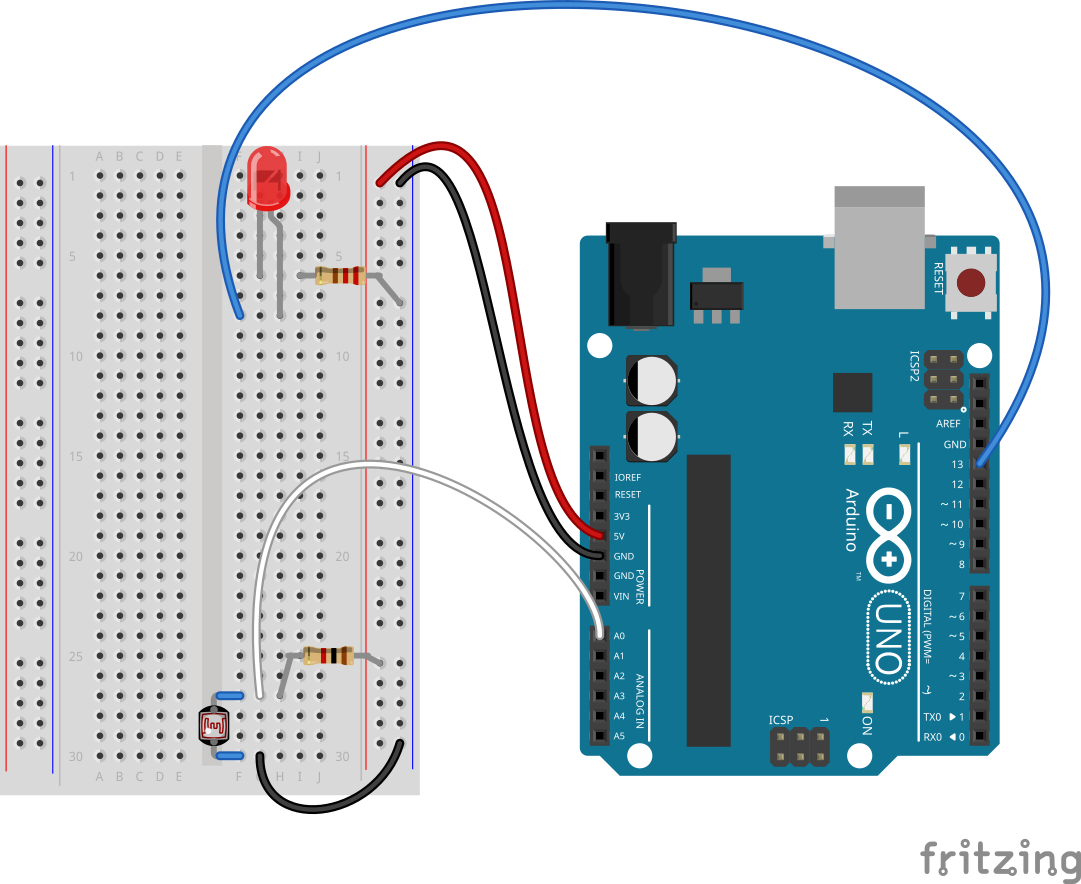 A B C D E F I J
1 1
5 5
10 10
15 15
20 20
25 25
30 30
A B C D E F H I J
RESET
ICSP2
AREF
GND
RX TX L
13
12
~ 11
~ 10
~ 9
8
7
~ 6
~ 5
4
~ 3
2
TX0 ▶ 1
RX0 ◀ 0
DIGITAL (PWM= ~)
Arduino
TM
UNO
IOREF
RESET
3V3
5V
GND
GND
VIN
POWER
A0
A1
A2
A3
A4
A5
ANALOG IN
ICSP 1
ON
fritzing